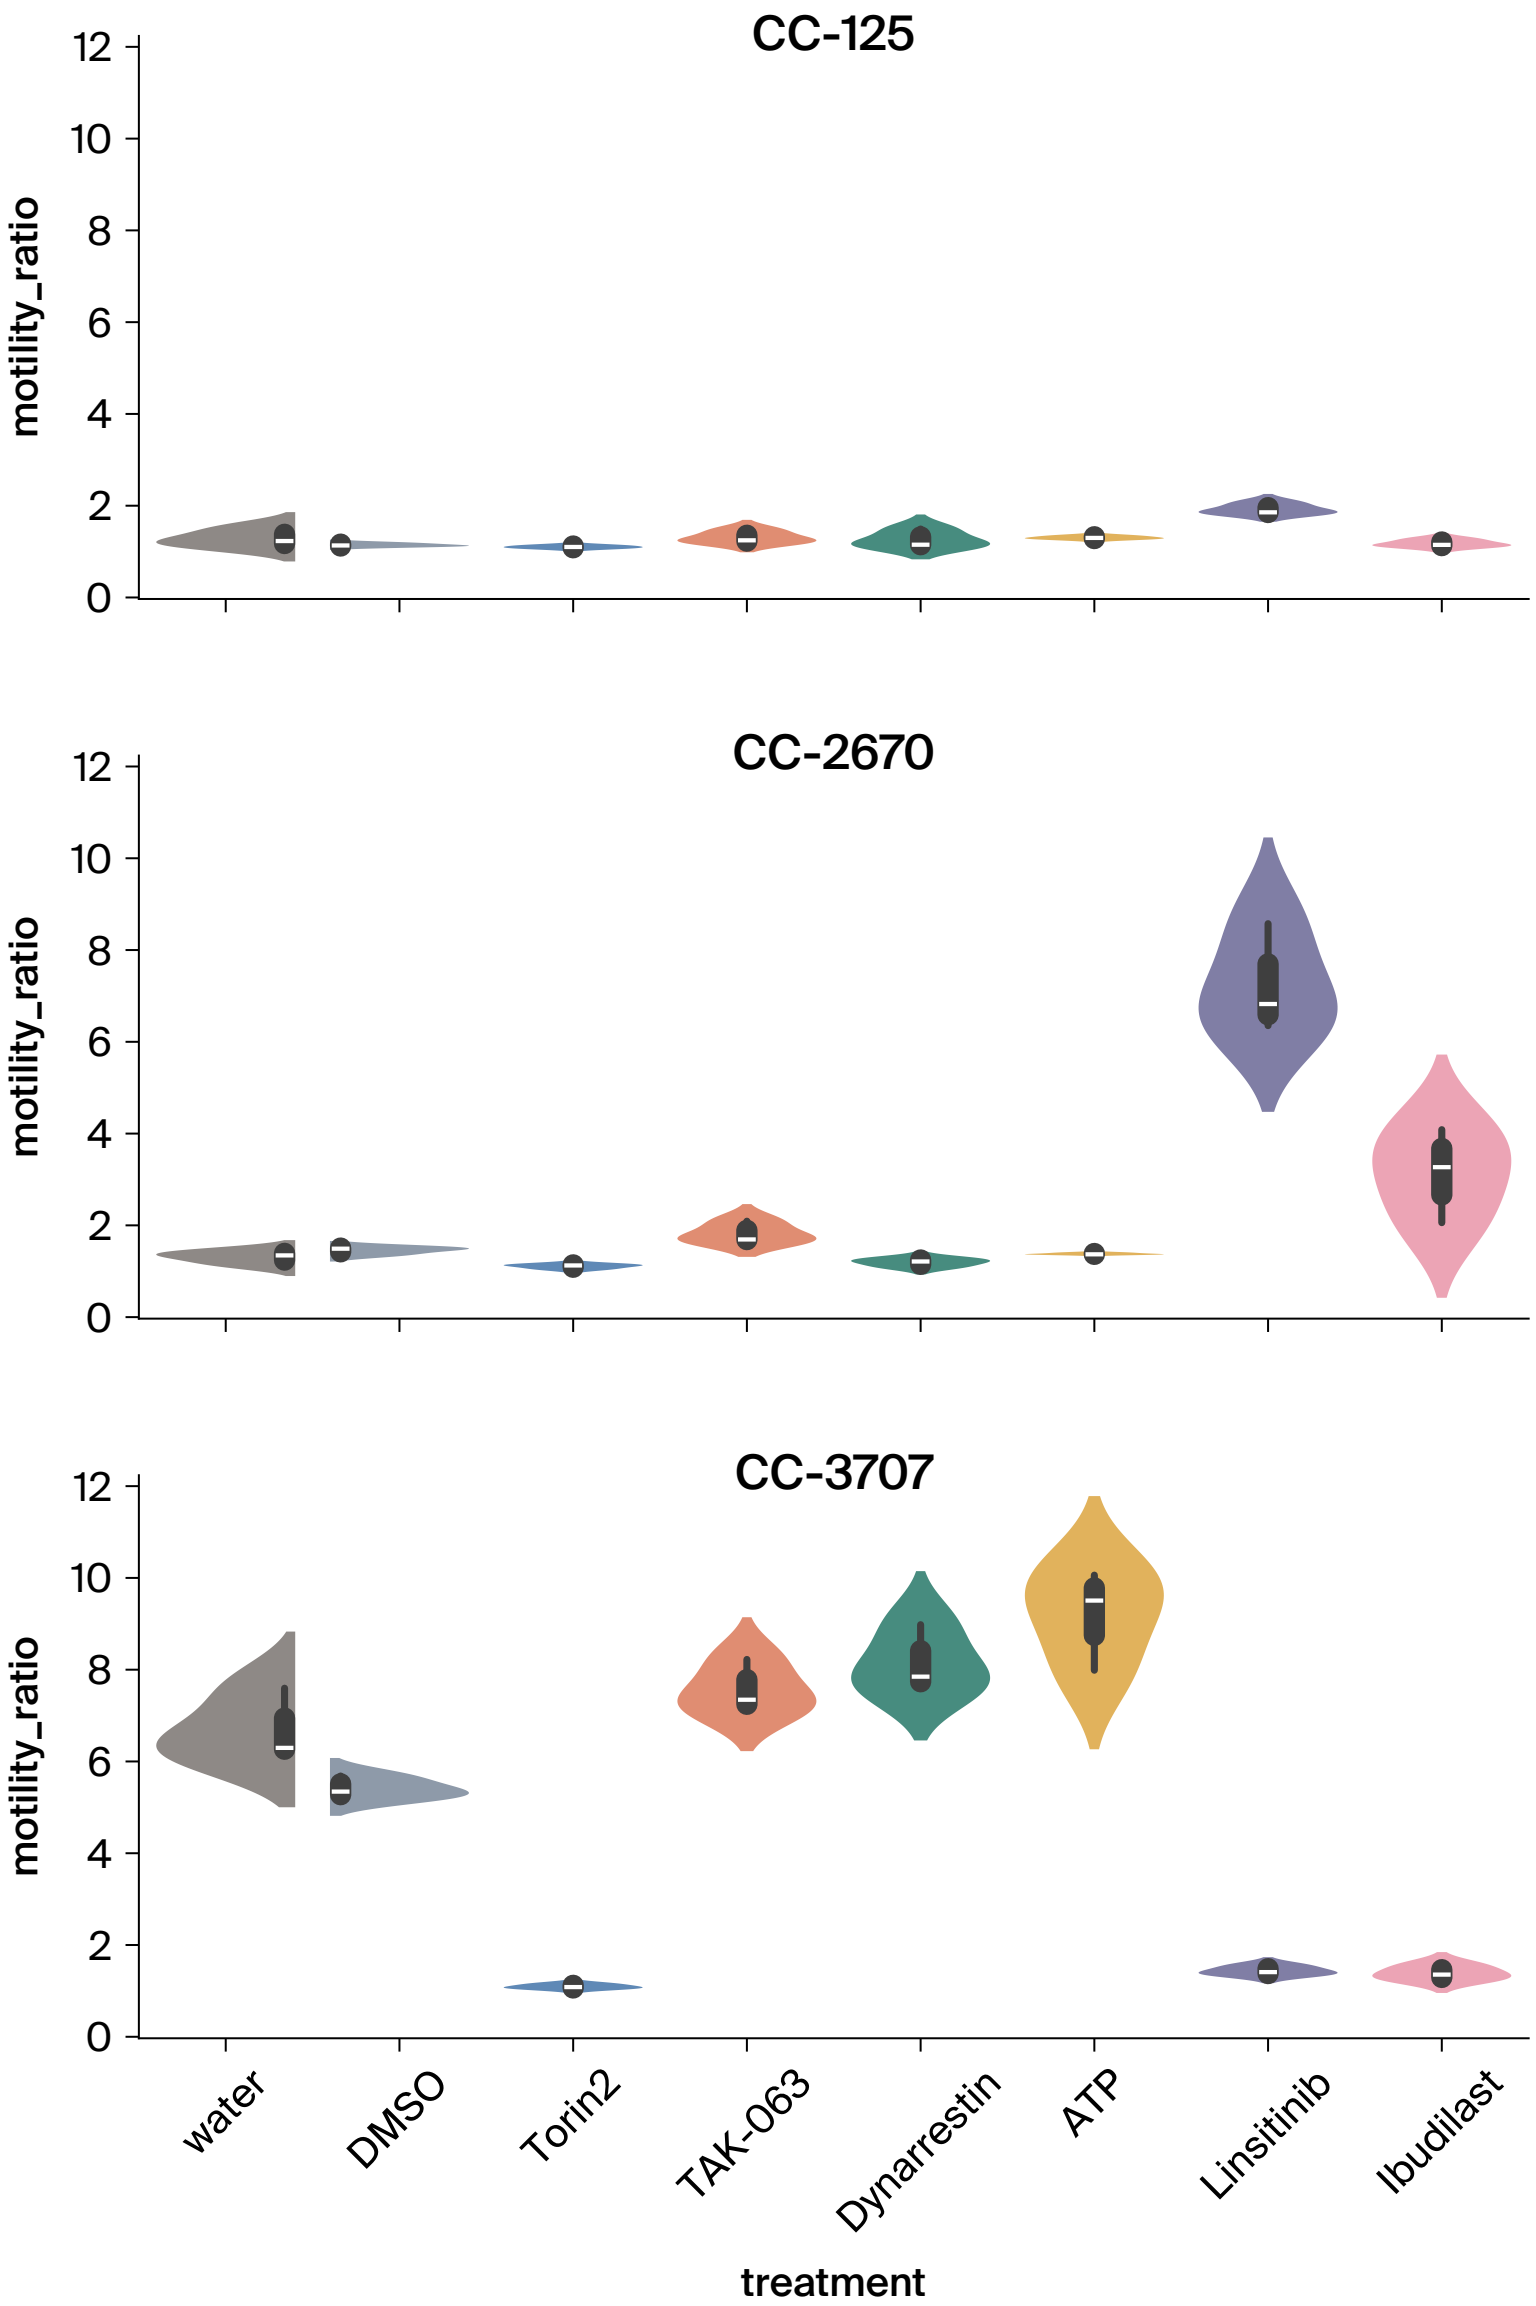 CC-125
12
10
8
6
4
2
0
motility_ratio
CC-2670
12
10
8
6
4
2
0
motility_ratio
CC-3707
12
10
8
6
4
2
0
motility_ratio
water
DMSO
Torin2
TAK-063
Dynarrestin
ATP
Linsitinib
Ibudilast
treatment